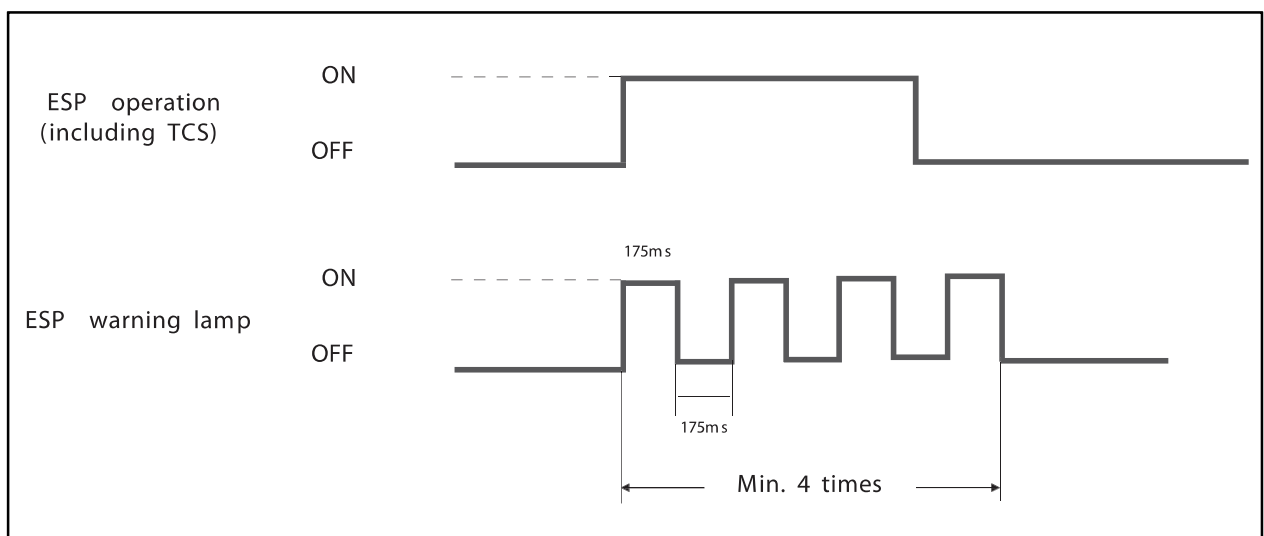 ON
ESP operation
(including TCS)
OFF
175ms
ON
ESP warning lamp
OFF
175ms
Min. 4 times